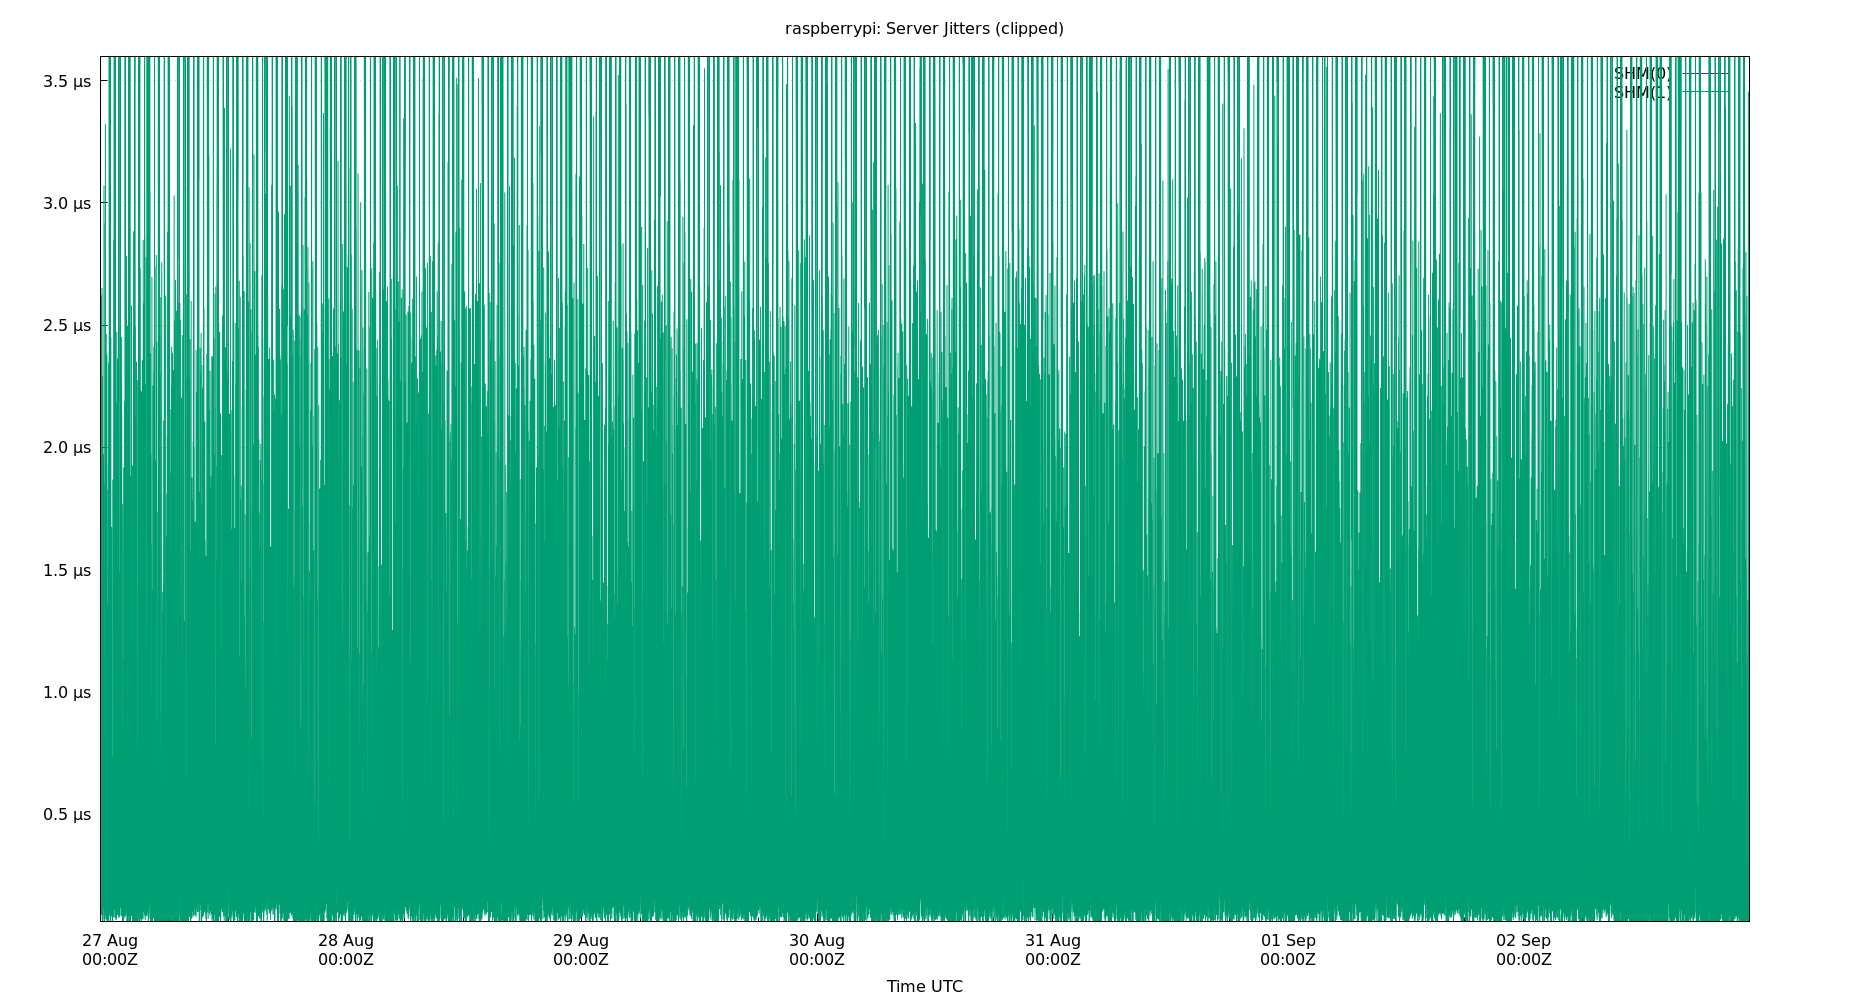 raspberrypi: Server Jitters (clipped)
SHM(0)
SHM(1)
3.5 µs
3.0 µs
2.5 µs
2.0 µs
1.5 µs
1.0 µs
0.5 µs
27 Aug 28 Aug 29 Aug 30 Aug 31 Aug 01 Sep 02 Sep
00:00Z 00:00Z 00:00Z 00:00Z 00:00Z 00:00Z 00:00Z
Time UTC